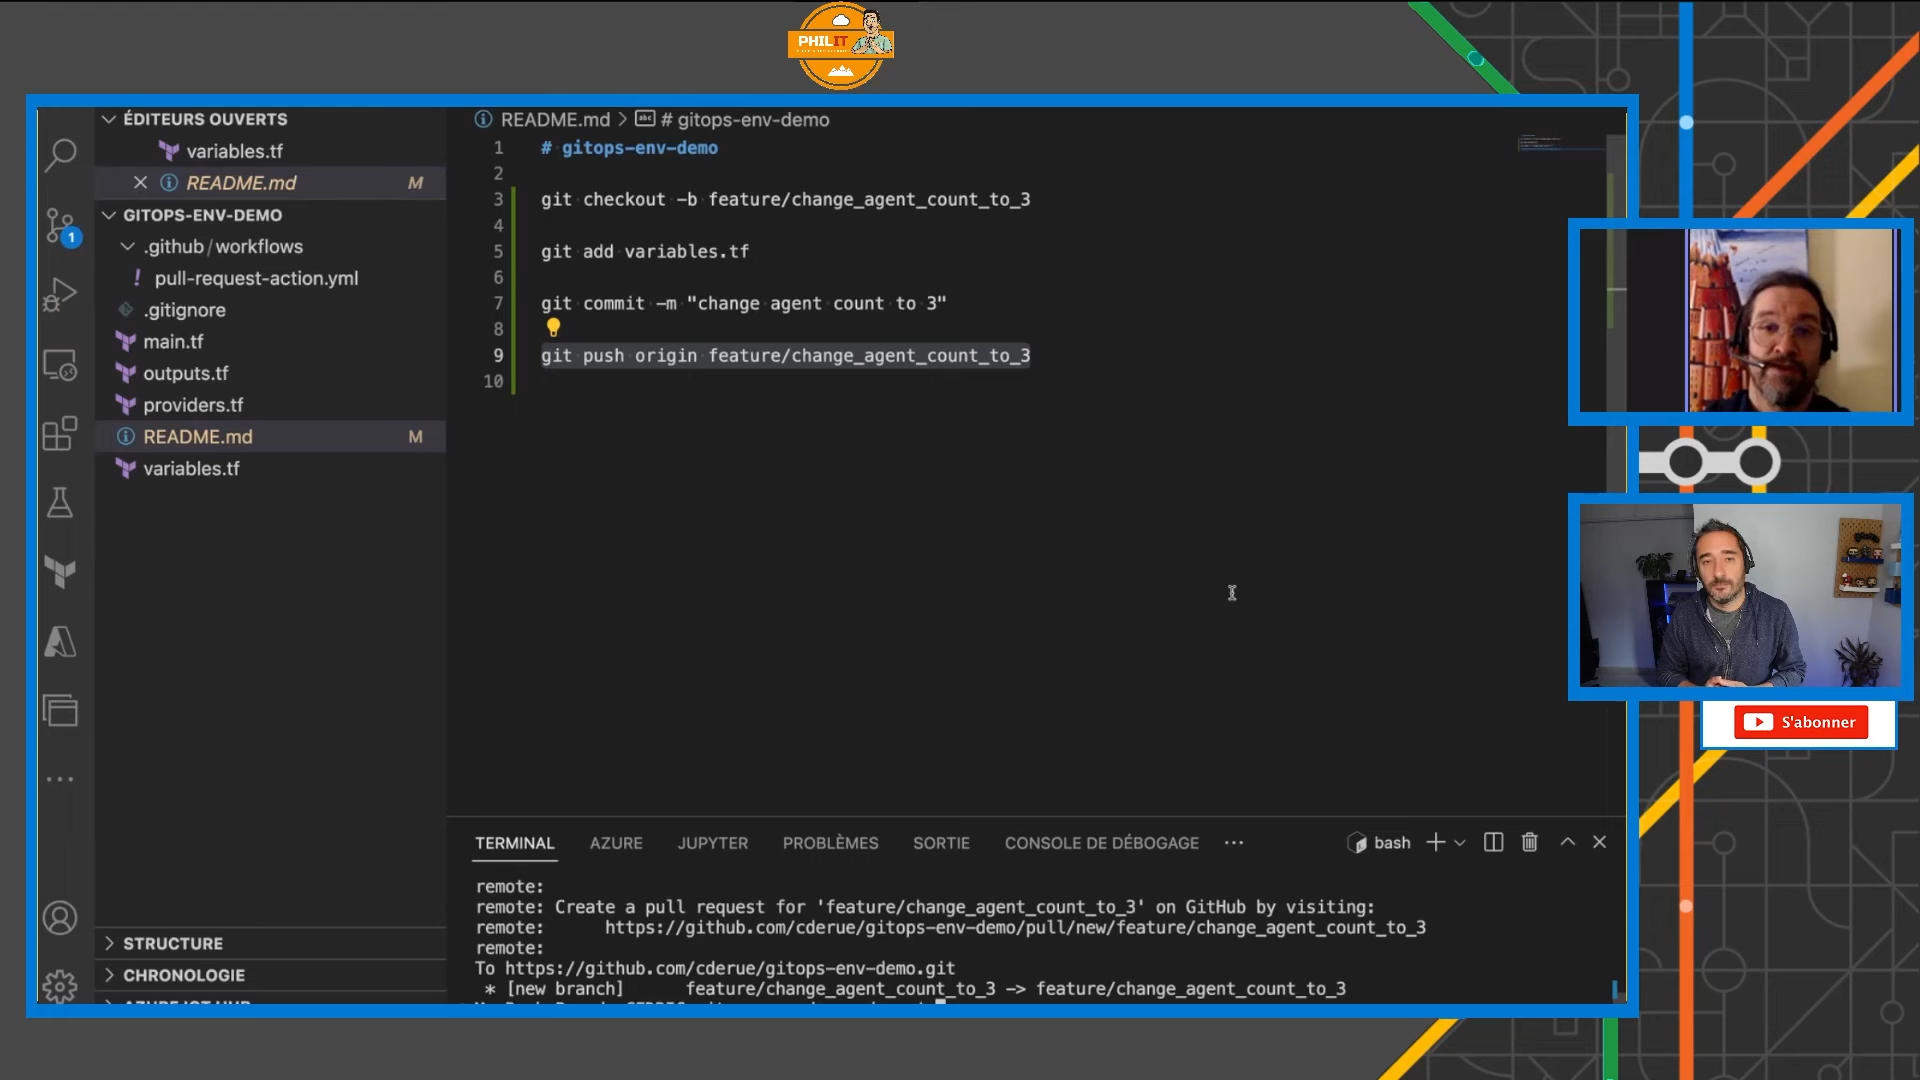 PHILIT
ÉDITEURS OUVERTS
variables.tf
README.md M
GITOPS-ENV-DEMO
.github/workflows
! pull-request-action.yml
.gitignore
main.tf
outputs.tf
providers.tf
README.md M
variables.tf
1
STRUCTURE
CHRONOLOGIE
README.md > # gitops-env-demo
1 # gitops-env-demo
2
3 git checkout -b feature/change_agent_count_to_3
4
5 git add variables.tf
6
7 git commit -m "change agent count to 3"
8
9 git push origin feature/change_agent_count_to_3
10
TERMINAL AZURE JUPYTER PROBLÈMES SORTIE CONSOLE DE DÉBOGAGE ··· bash
remote:
remote: Create a pull request for 'feature/change_agent_count_to_3' on GitHub by visiting:
remote: https://github.com/cderue/gitops-env-demo/pull/new/feature/change_agent_count_to_3
remote:
To https://github.com/cderue/gitops-env-demo.git
* [new branch] feature/change_agent_count_to_3 -> feature/change_agent_count_to_3
S'abonner